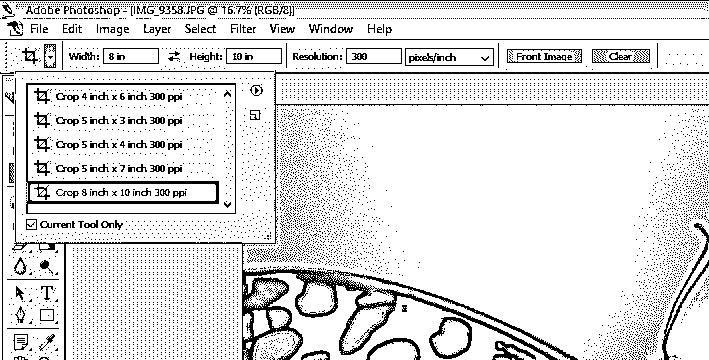 Adobe Photoshop - [IMG_9358.JPG @ 16.7% (RGB/8)]
File Edit Image Layer Select Filter View Window Help
Width: 8 in Height: 10 in Resolution: 300 pixels/inch Front Image Clear
Crop 4 inch x 6 inch 300 ppi
Crop 5 inch x 3 inch 300 ppi
Crop 5 inch x 4 inch 300 ppi
Crop 5 inch x 7 inch 300 ppi
Crop 8 inch x 10 inch 300 ppi
Current Tool Only
T